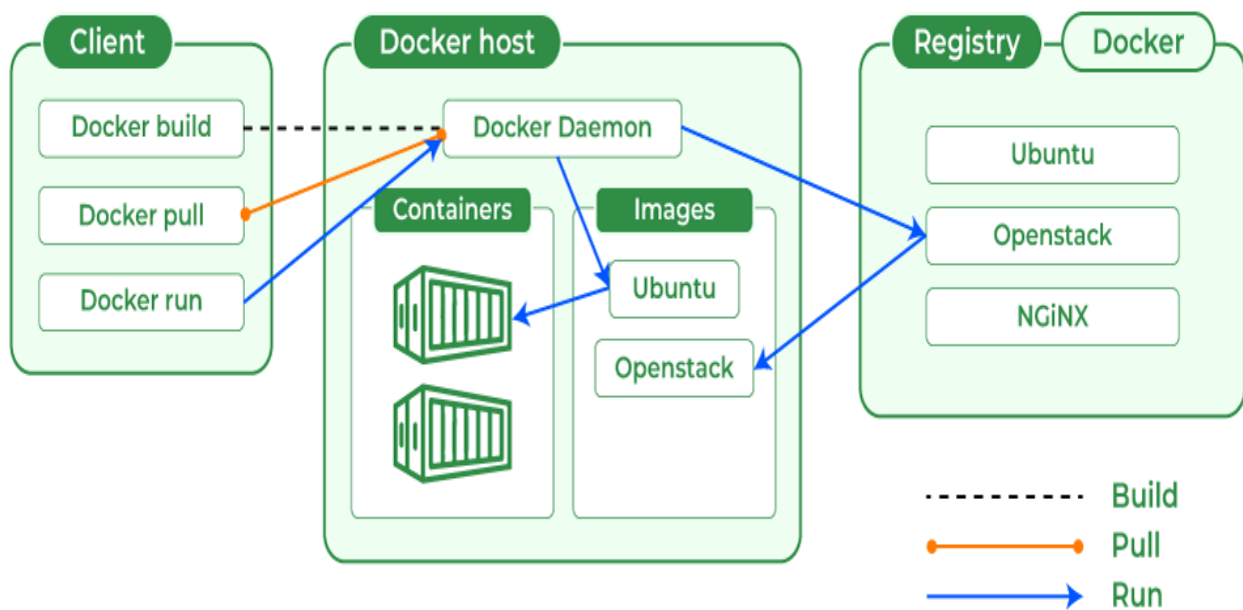 Client
Docker build
Docker pull
Docker run
Docker host
Docker Daemon
Containers
Images
Ubuntu
Openstack
Registry
Docker
Ubuntu
Openstack
NGiNX
Build
Pull
Run